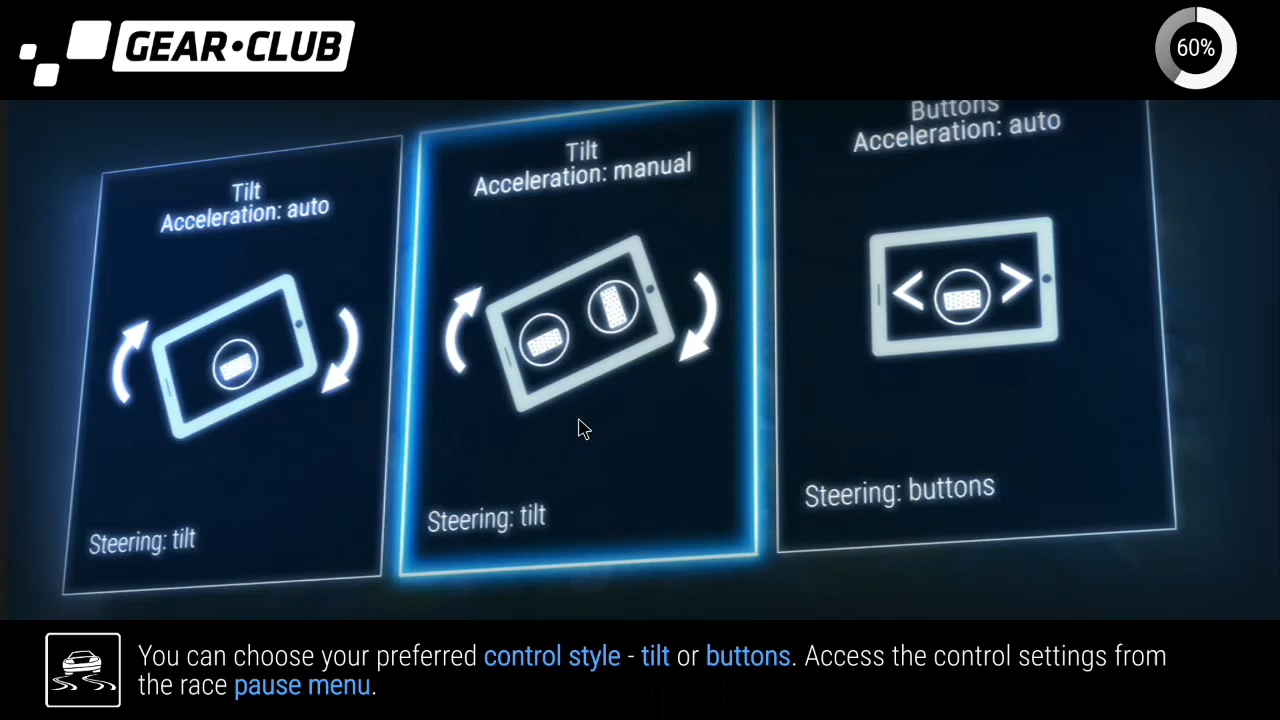 GEAR•CLUB
60%
Tilt
Acceleration: auto
Steering: tilt
Tilt
Acceleration: manual
Steering: tilt
Buttons
Acceleration: auto
< >
Steering: buttons
You can choose your preferred control style - tilt or buttons. Access the control settings from
the race pause menu.